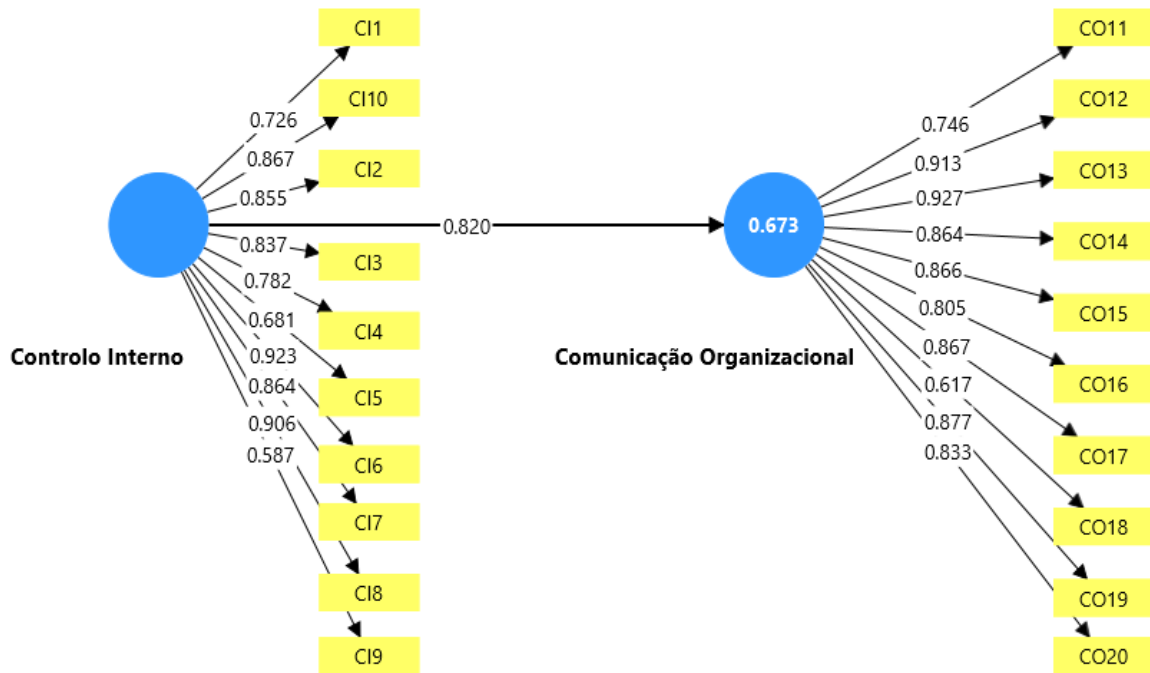 CI1
CI10
CI2
CI3
CI4
CI5
CI6
CI7
CI8
CI9
0.726
0.867
0.855
0.837
0.782
0.681
0.923
0.864
0.906
0.587
Controlo Interno
0.820
0.673
Comunicação Organizacional
0.746
0.913
0.927
0.864
0.866
0.805
0.867
0.617
0.877
0.833
CO11
CO12
CO13
CO14
CO15
CO16
CO17
CO18
CO19
CO20